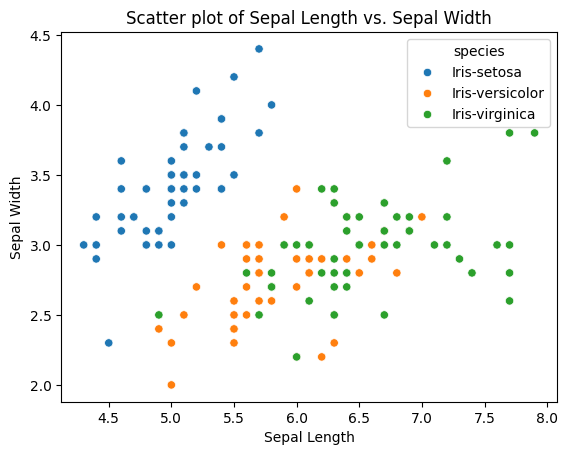 Scatter plot of Sepal Length vs. Sepal Width
species
Iris-setosa
Iris-versicolor
Iris-virginica
Sepal Width
4.5
4.0
3.5
3.0
2.5
2.0
4.5 5.0 5.5 6.0 6.5 7.0 7.5 8.0
Sepal Length